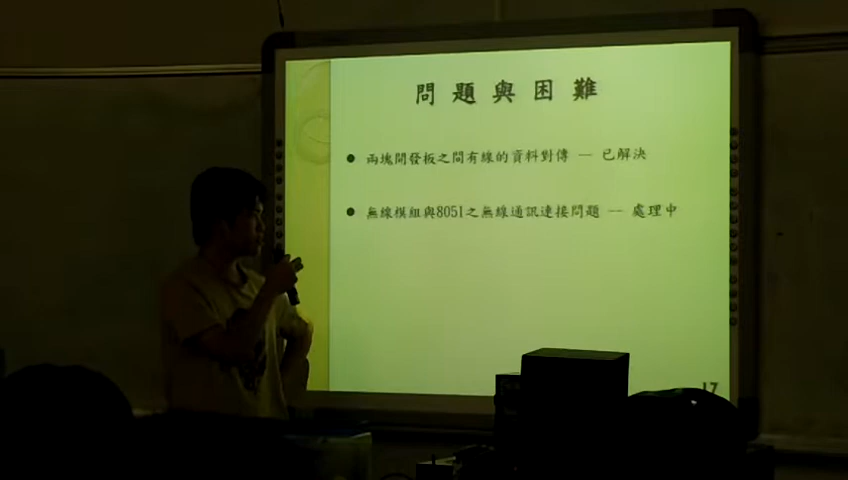 問題與困難
● 兩塊開發板之間有線的資料對傳 — 已解決
● 無線模組與8051之無線通訊連接問題 — 處理中
17